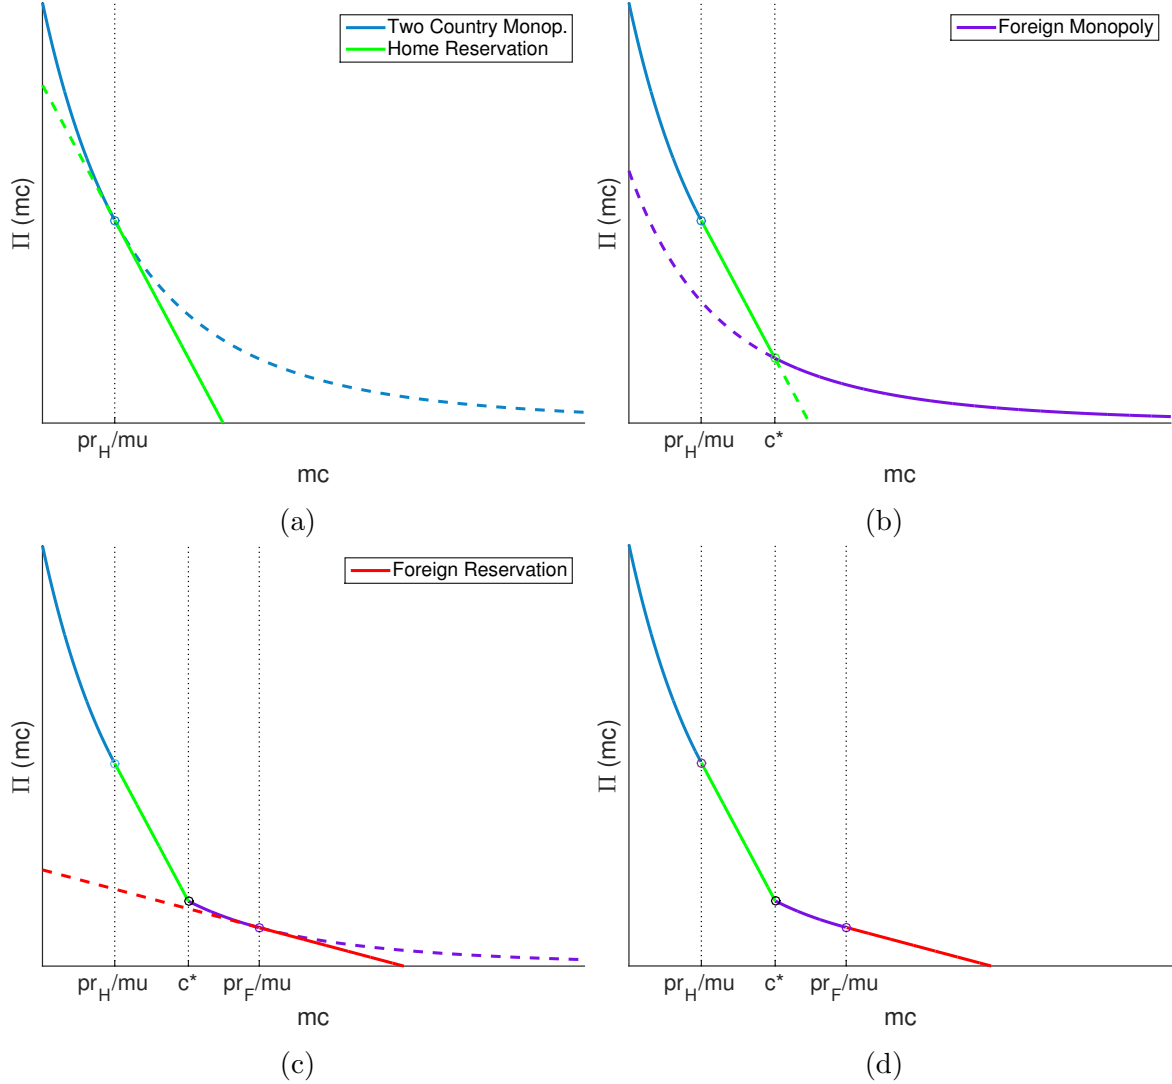 Two Country Monop.
Home Reservation
Π (mc)
pr_H/mu
mc
(a)
Foreign Monopoly
Π (mc)
pr_H/mu c*
mc
(b)
Foreign Reservation
Π (mc)
pr_H/mu c* pr_F/mu
mc
(c)
Π (mc)
pr_H/mu c* pr_F/mu
mc
(d)